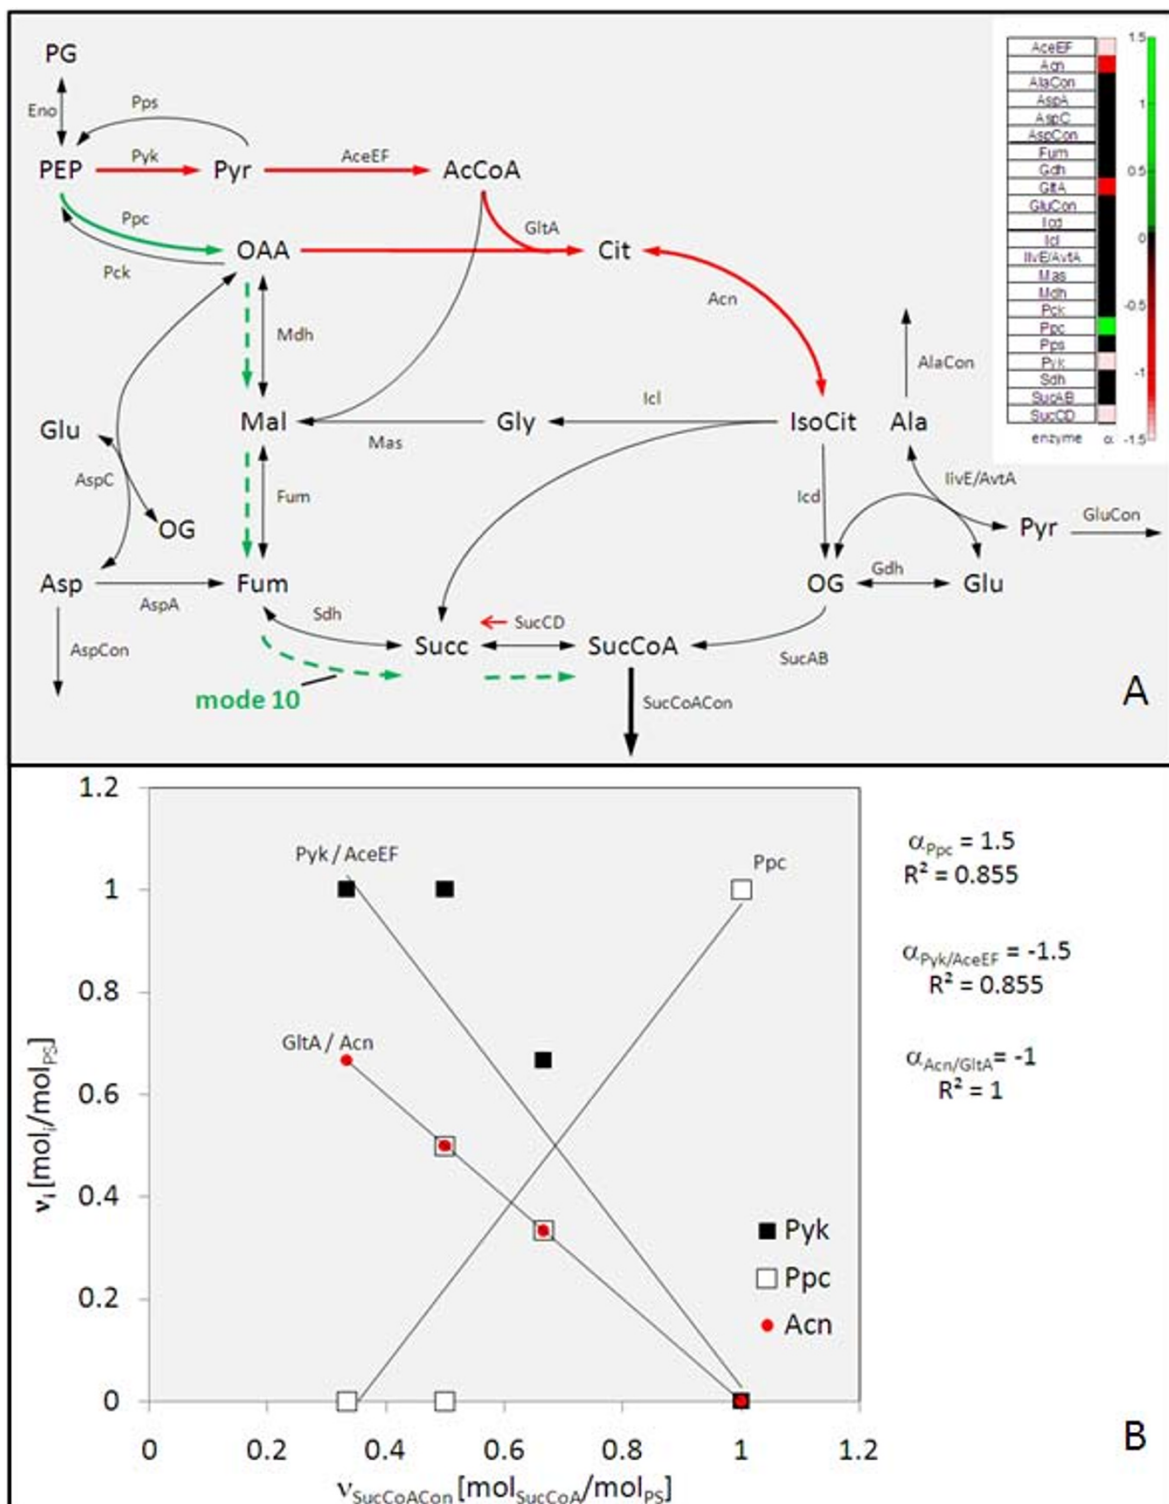 PG
Eno
Pps
PEP
Pyk
Pyr
AceEF
AcCoA
Ppc
GltA
OAA
Cit
Pck
Acn
Mdh
AlaCon
Glu
Mal
Mas
Gly
Icl
IsoCit
Ala
AspC
Fum
Icd
IivE/AvtA
OG
Pyr
GluCon
Asp
AspA
Fum
OG
Gdh
Glu
AspCon
Sdh
Succ
SucCD
SucCoA
SucAB
mode 10
SucCoACon
A
AceEF
Acn
AlaCon
AspA
AspC
AspCon
Fum
Gdh
GltA
GluCon
Icd
Icl
IivE/AvtA
Mas
Mdh
Pck
Ppc
Pps
Pyk
Sdh
SucAB
SucCD
enzyme α
1.5
1
0.5
0
-0.5
-1
-1.5
1.2
1
0.8
0.6
0.4
0.2
0
νi [moli/molPS]
Pyk / AceEF
Ppc
GltA / Acn
Pyk
Ppc
Acn
0 0.2 0.4 0.6 0.8 1 1.2
νSucCoACon [molSucCoA/molPS]
αPpc = 1.5
R² = 0.855
αPyk/AceEF = -1.5
R² = 0.855
αAcn/GltA= -1
R² = 1
B